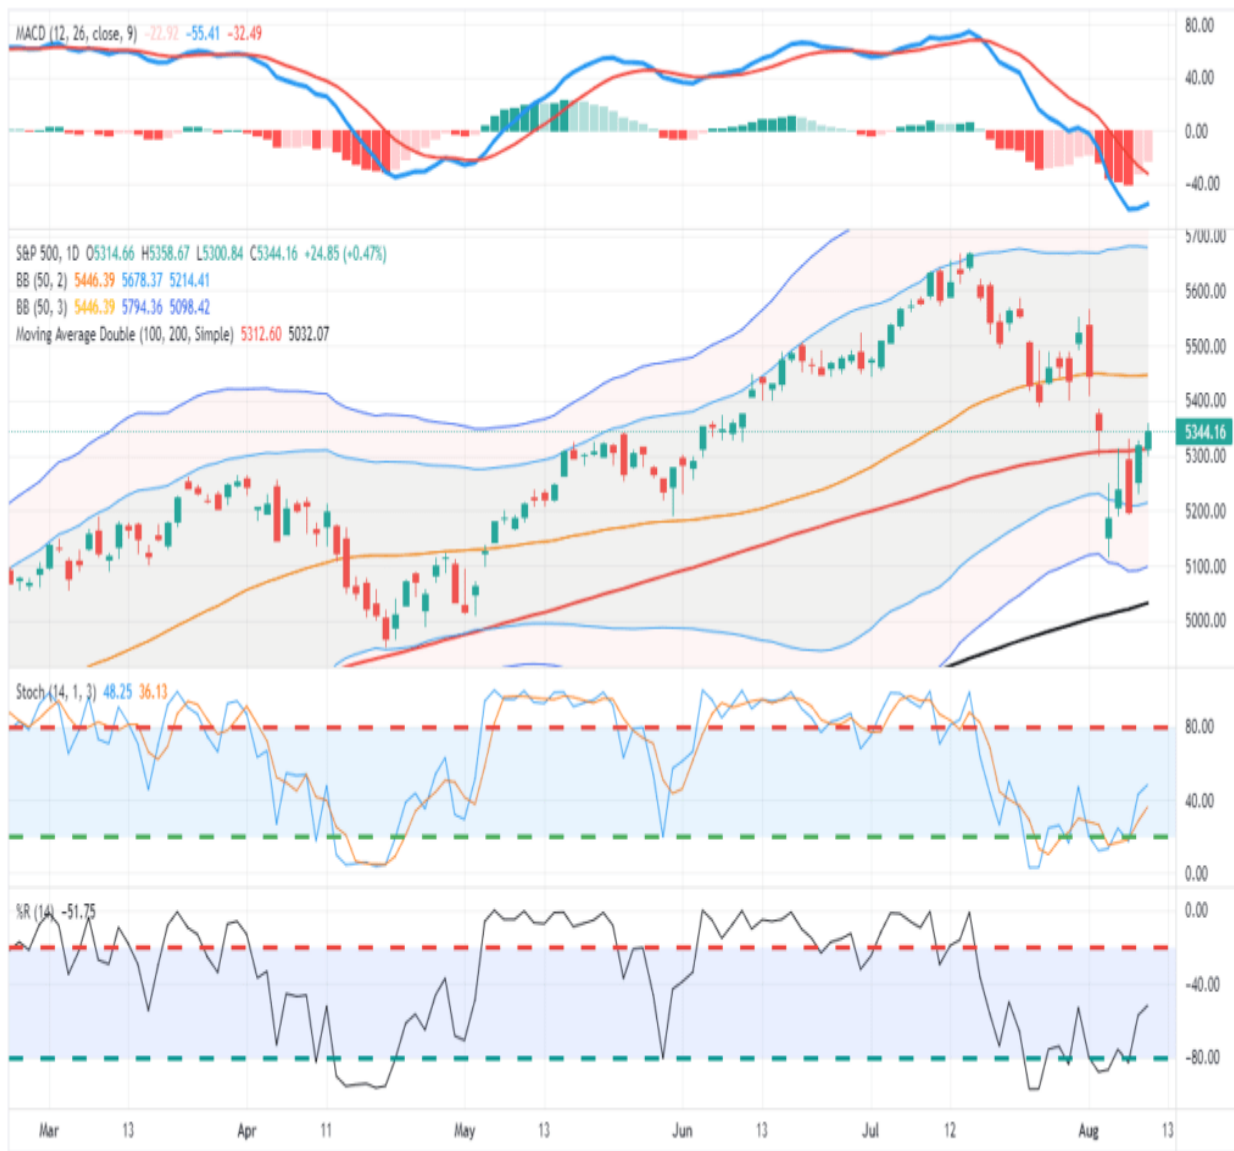 MACD (12, 26, close, 9) -22.92 -55.41 -32.49
80.00
40.00
0.00
-40.00
S&P 500, 1D O5314.66 H5358.67 L5300.84 C5344.16 +24.85 (+0.47%)
BB (50, 2) 5446.39 5678.37 5214.41
BB (50, 3) 5446.39 5794.36 5098.42
Moving Average Double (100, 200, Simple) 5312.60 5032.07
5700.00
5600.00
5500.00
5400.00
5344.16
5300.00
5200.00
5100.00
5000.00
Stoch (14, 1, 3) 48.25 36.13
80.00
40.00
0.00
%R (14) -51.75
0.00
-40.00
-80.00
Mar 13 Apr 11 May 13 Jun 13 Jul 12 Aug 13